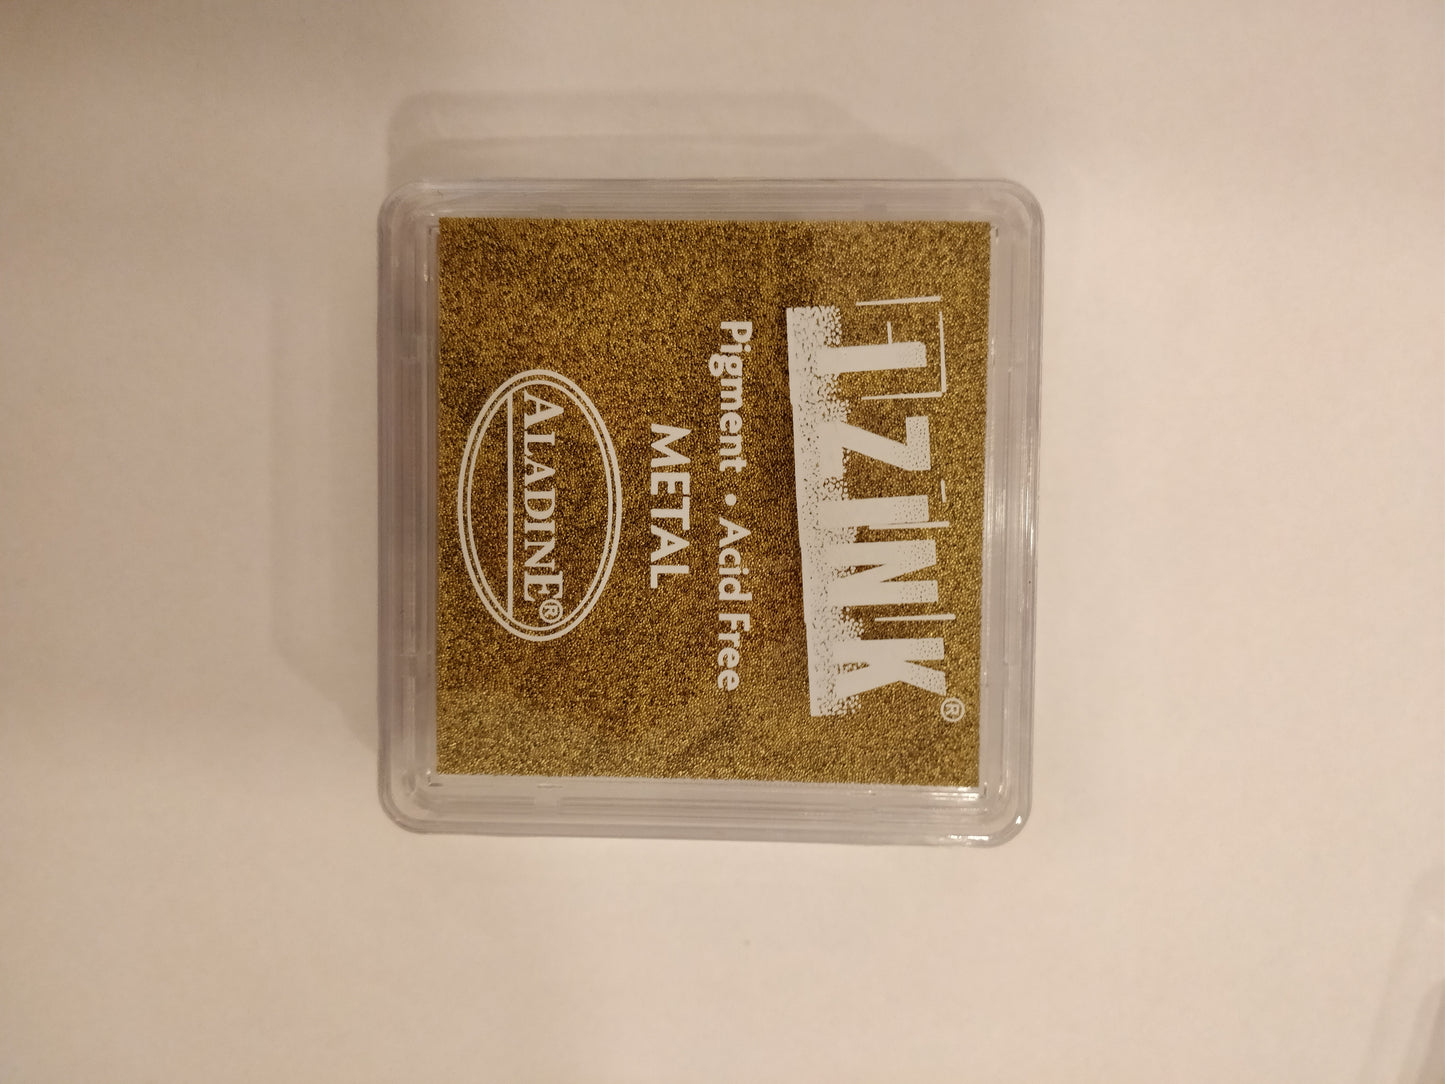 IZINK®
Pigment • Acid Free
METAL
ALADINE®